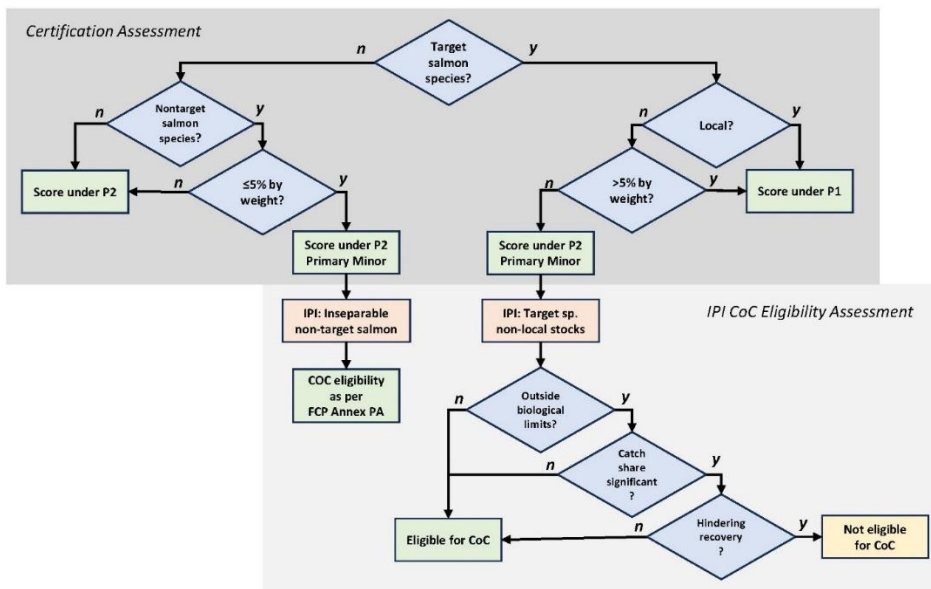 Certification Assessment
n
Target
salmon
species?
y
n
Nontarget
salmon
species?
y
n
Local?
y
Score under P2
n
≤5% by
weight?
y
n
>5% by
weight?
y
Score under P1
Score under P2
Primary Minor
Score under P2
Primary Minor
IPI: Inseparable
non-target salmon
IPI: Target sp.
non-local stocks
IPI CoC Eligibility Assessment
COC eligibility
as per
FCP Annex PA
n
Outside
biological
limits?
y
n
Catch
share
significant
?
y
Eligible for CoC
n
Hindering
recovery
?
y
Not eligible
for CoC